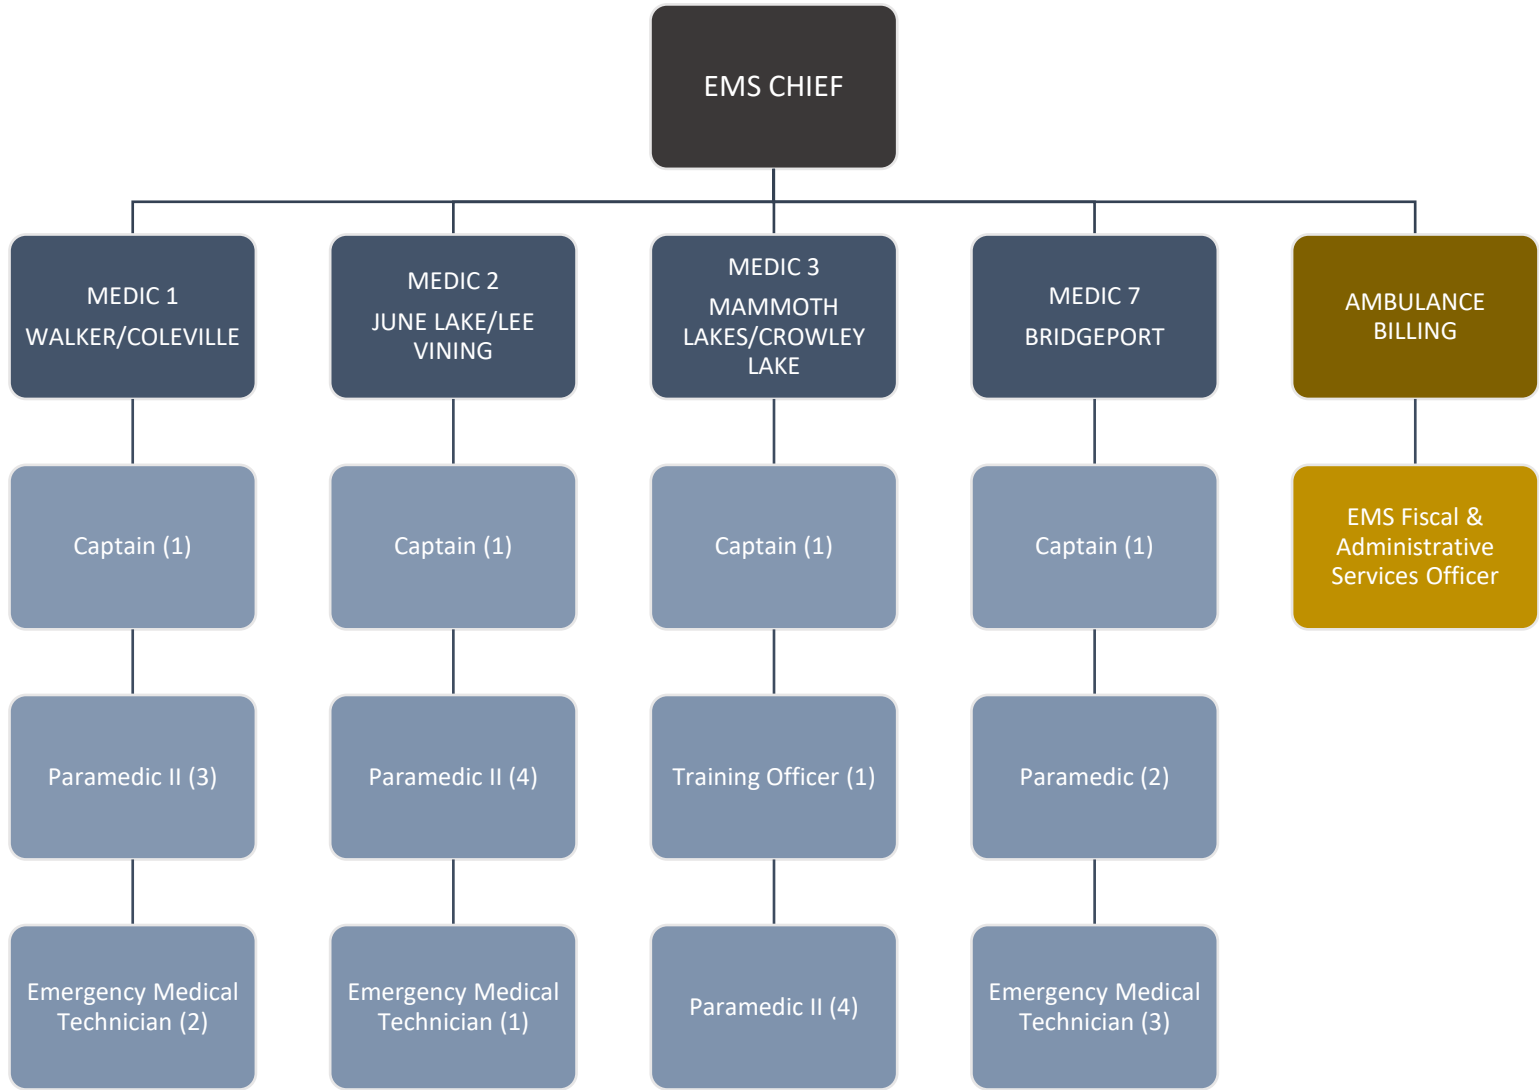 EMS CHIEF
MEDIC 1
WALKER/COLEVILLE
MEDIC 2
JUNE LAKE/LEE
VINING
MEDIC 3
MAMMOTH
LAKES/CROWLEY
LAKE
MEDIC 7
BRIDGEPORT
AMBULANCE
BILLING
Captain (1)
Captain (1)
Captain (1)
Captain (1)
EMS Fiscal &
Administrative
Services Officer
Paramedic II (3)
Paramedic II (4)
Training Officer (1)
Paramedic (2)
Emergency Medical
Technician (2)
Emergency Medical
Technician (1)
Paramedic II (4)
Emergency Medical
Technician (3)